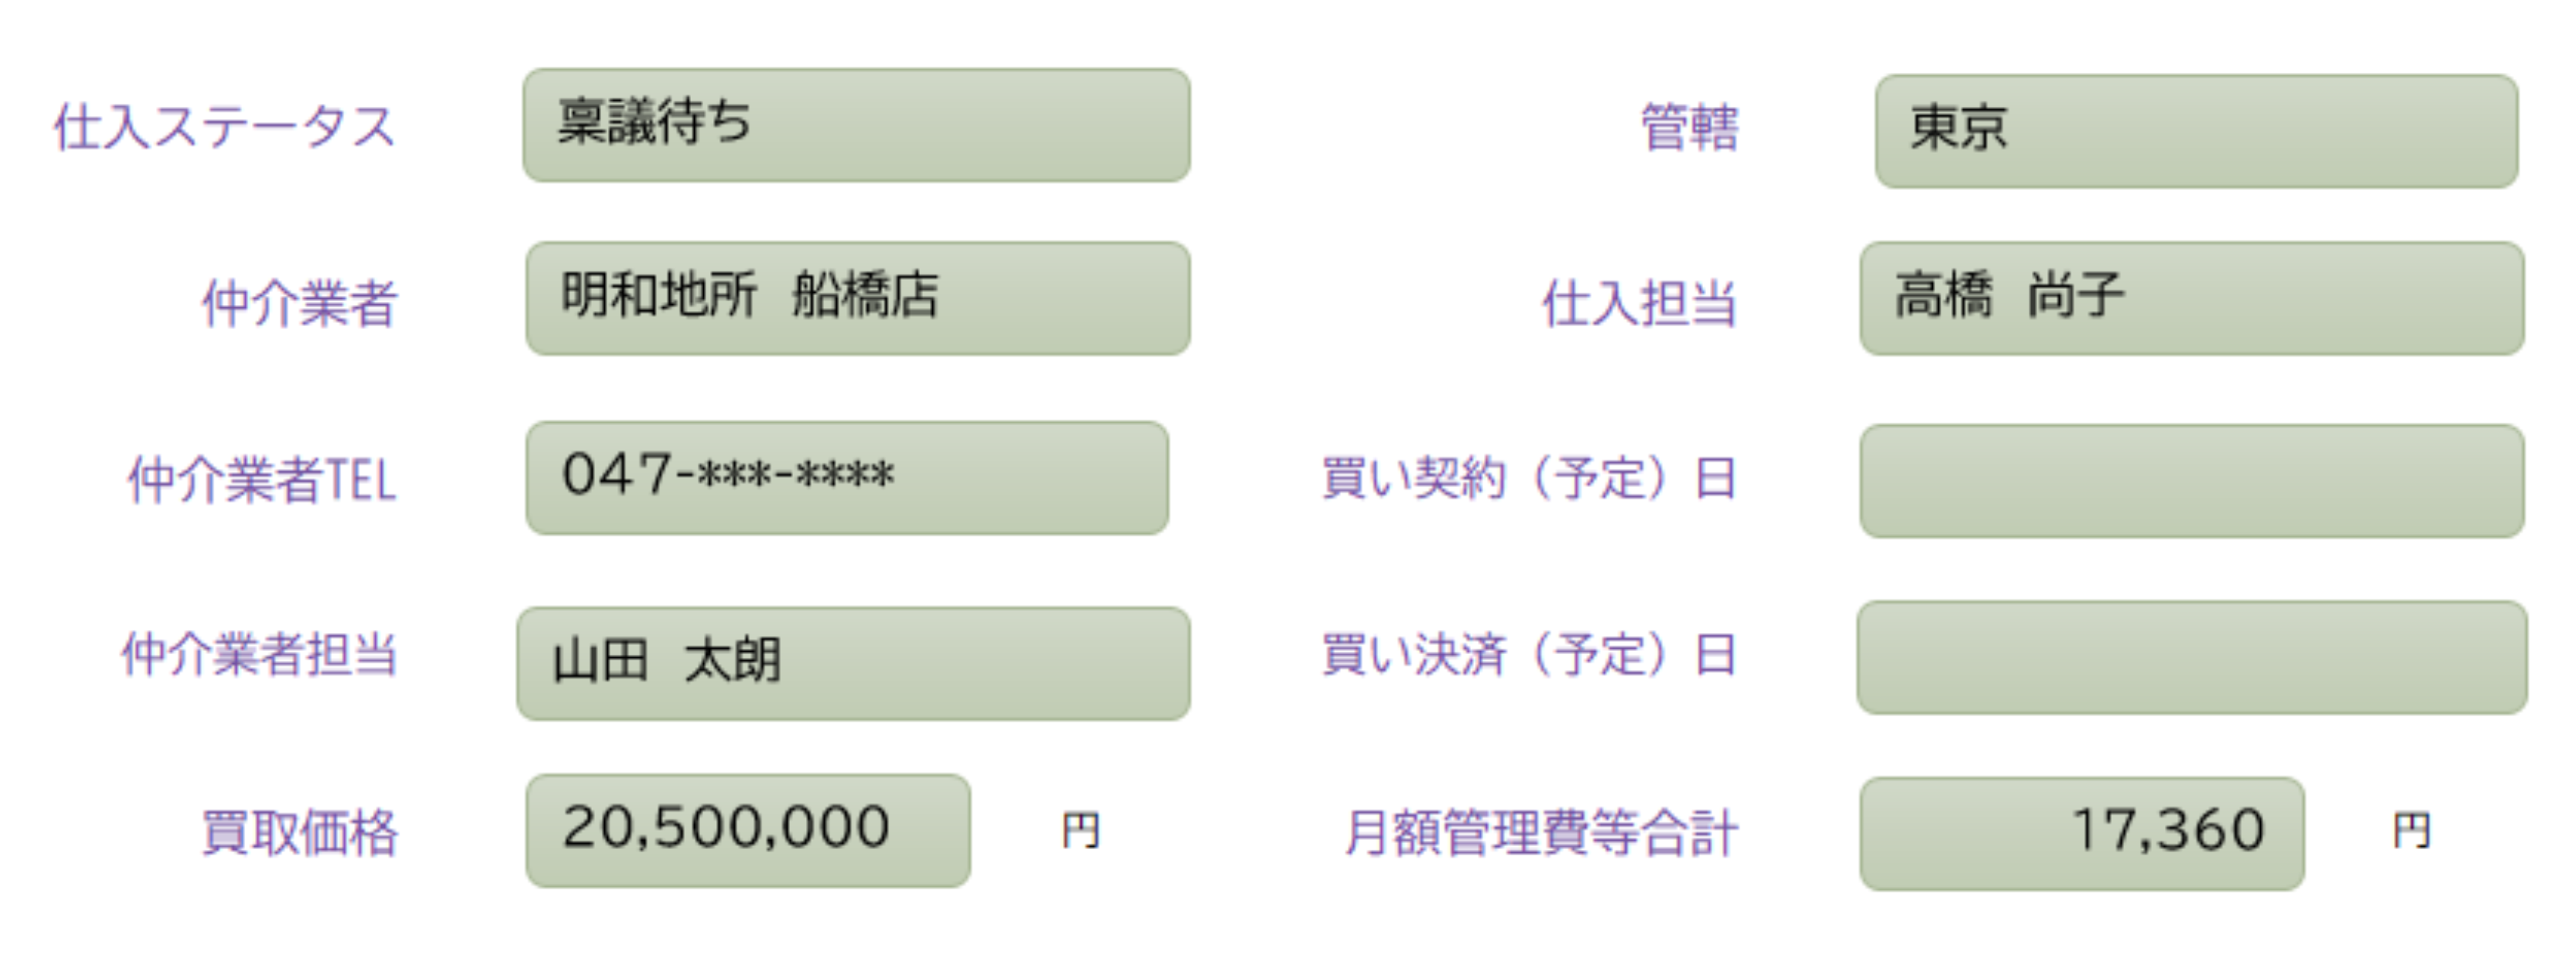 仕入ステータス 稟議待ち 管轄 東京
仲介業者 明和地所 船橋店 仕入担当 高橋 尚子
仲介業者TEL 047-***-**** 買い契約（予定）日
仲介業者担当 山田 太朗 買い決済（予定）日
買取価格 20,500,000 円 月額管理費等合計 17,360 円